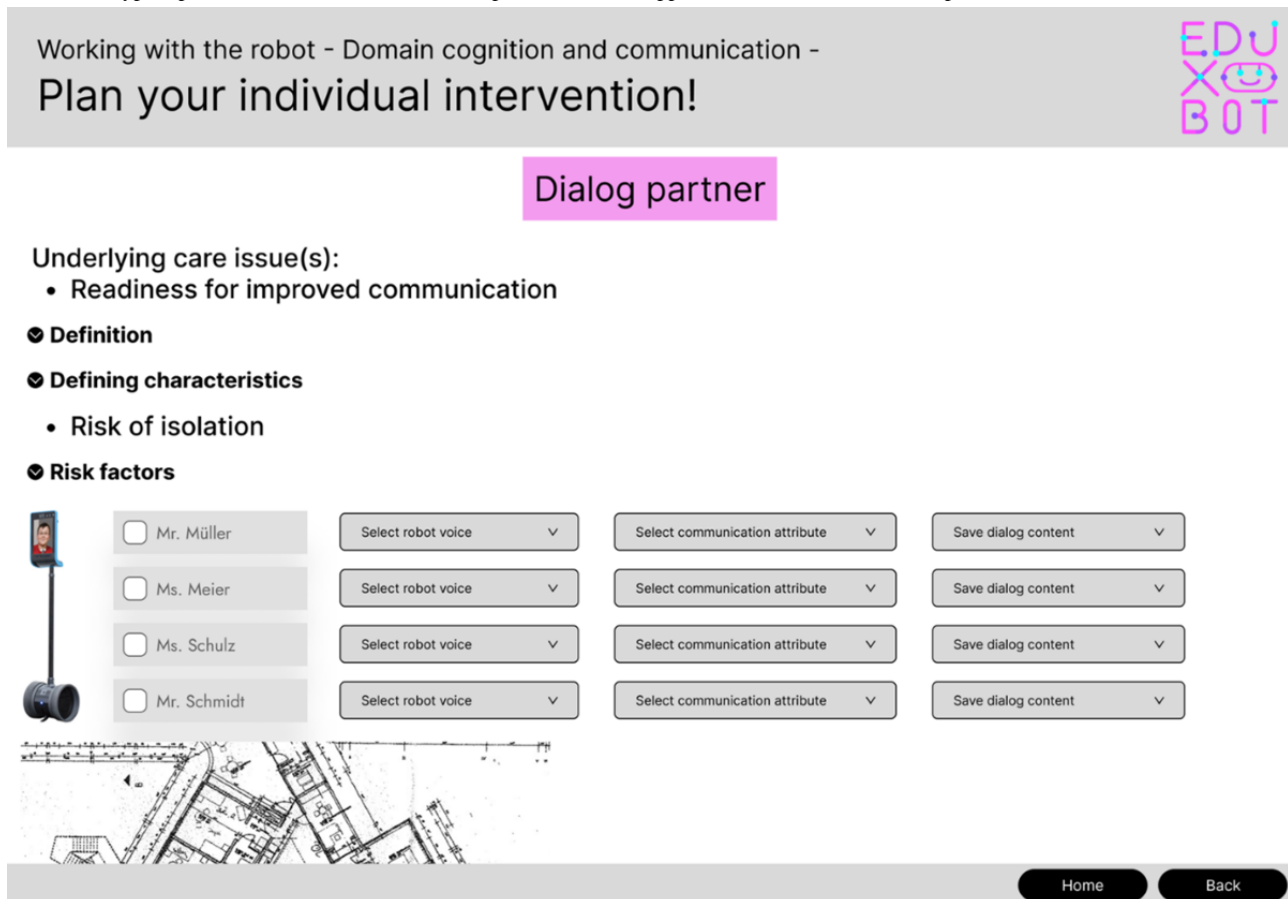 Working with the robot - Domain cognition and communication -
Plan your individual intervention!
EDU
XBOT
Dialog partner
Underlying care issue(s):
• Readiness for improved communication
Definition
Defining characteristics
• Risk of isolation
Risk factors
Mr. Müller Select robot voice Select communication attribute Save dialog content
Ms. Meier Select robot voice Select communication attribute Save dialog content
Ms. Schulz Select robot voice Select communication attribute Save dialog content
Mr. Schmidt Select robot voice Select communication attribute Save dialog content
Home Back